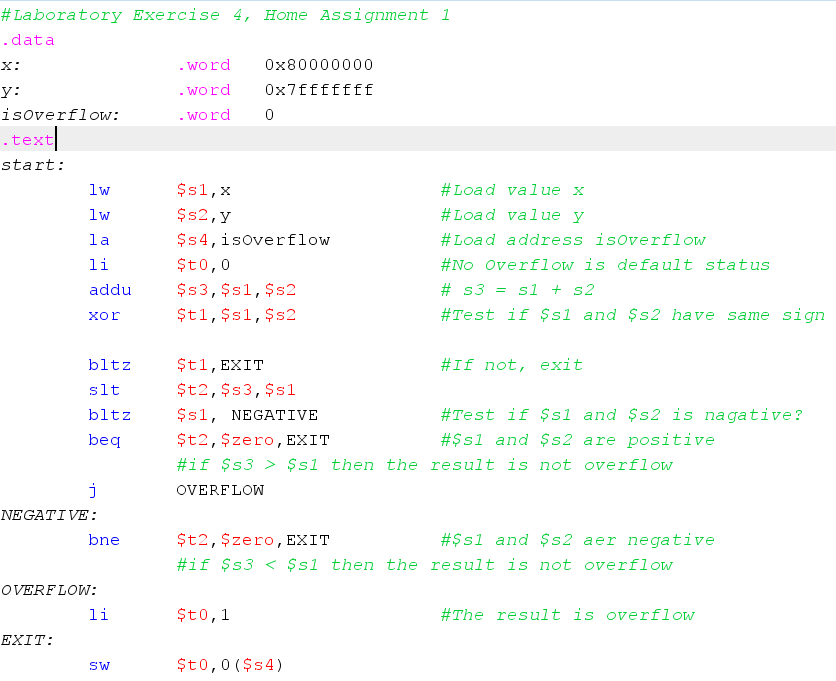 #Laboratory Exercise 4, Home Assignment 1
.data
x: .word 0x80000000
y: .word 0x7fffffff
isOverflow: .word 0
.text
start:
lw $s1,x #Load value x
lw $s2,y #Load value y
la $s4,isOverflow #Load address isOverflow
li $t0,0 #No Overflow is default status
addu $s3,$s1,$s2 # s3 = s1 + s2
xor $t1,$s1,$s2 #Test if $s1 and $s2 have same sign
bltz $t1,EXIT #If not, exit
slt $t2,$s3,$s1
bltz $s1, NEGATIVE #Test if $s1 and $s2 is nagative?
beq $t2,$zero,EXIT #$s1 and $s2 are positive
#if $s3 > $s1 then the result is not overflow
j OVERFLOW
NEGATIVE:
bne $t2,$zero,EXIT #$s1 and $s2 aer negative
#if $s3 < $s1 then the result is not overflow
OVERFLOW:
li $t0,1 #The result is overflow
EXIT:
sw $t0,0($s4)